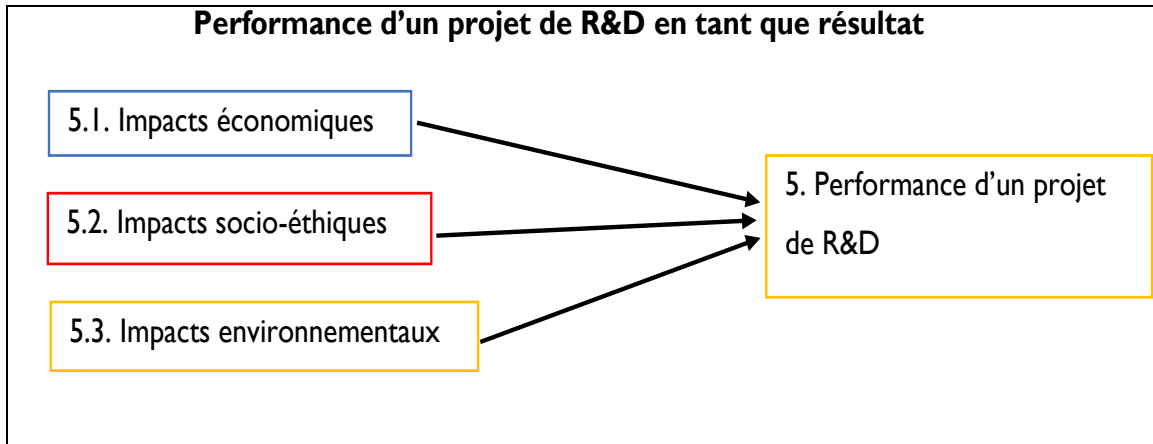 Performance d'un projet de R&D en tant que résultat
5.1. Impacts économiques
5.2. Impacts socio-éthiques
5.3. Impacts environnementaux
5. Performance d'un projet
de R&D